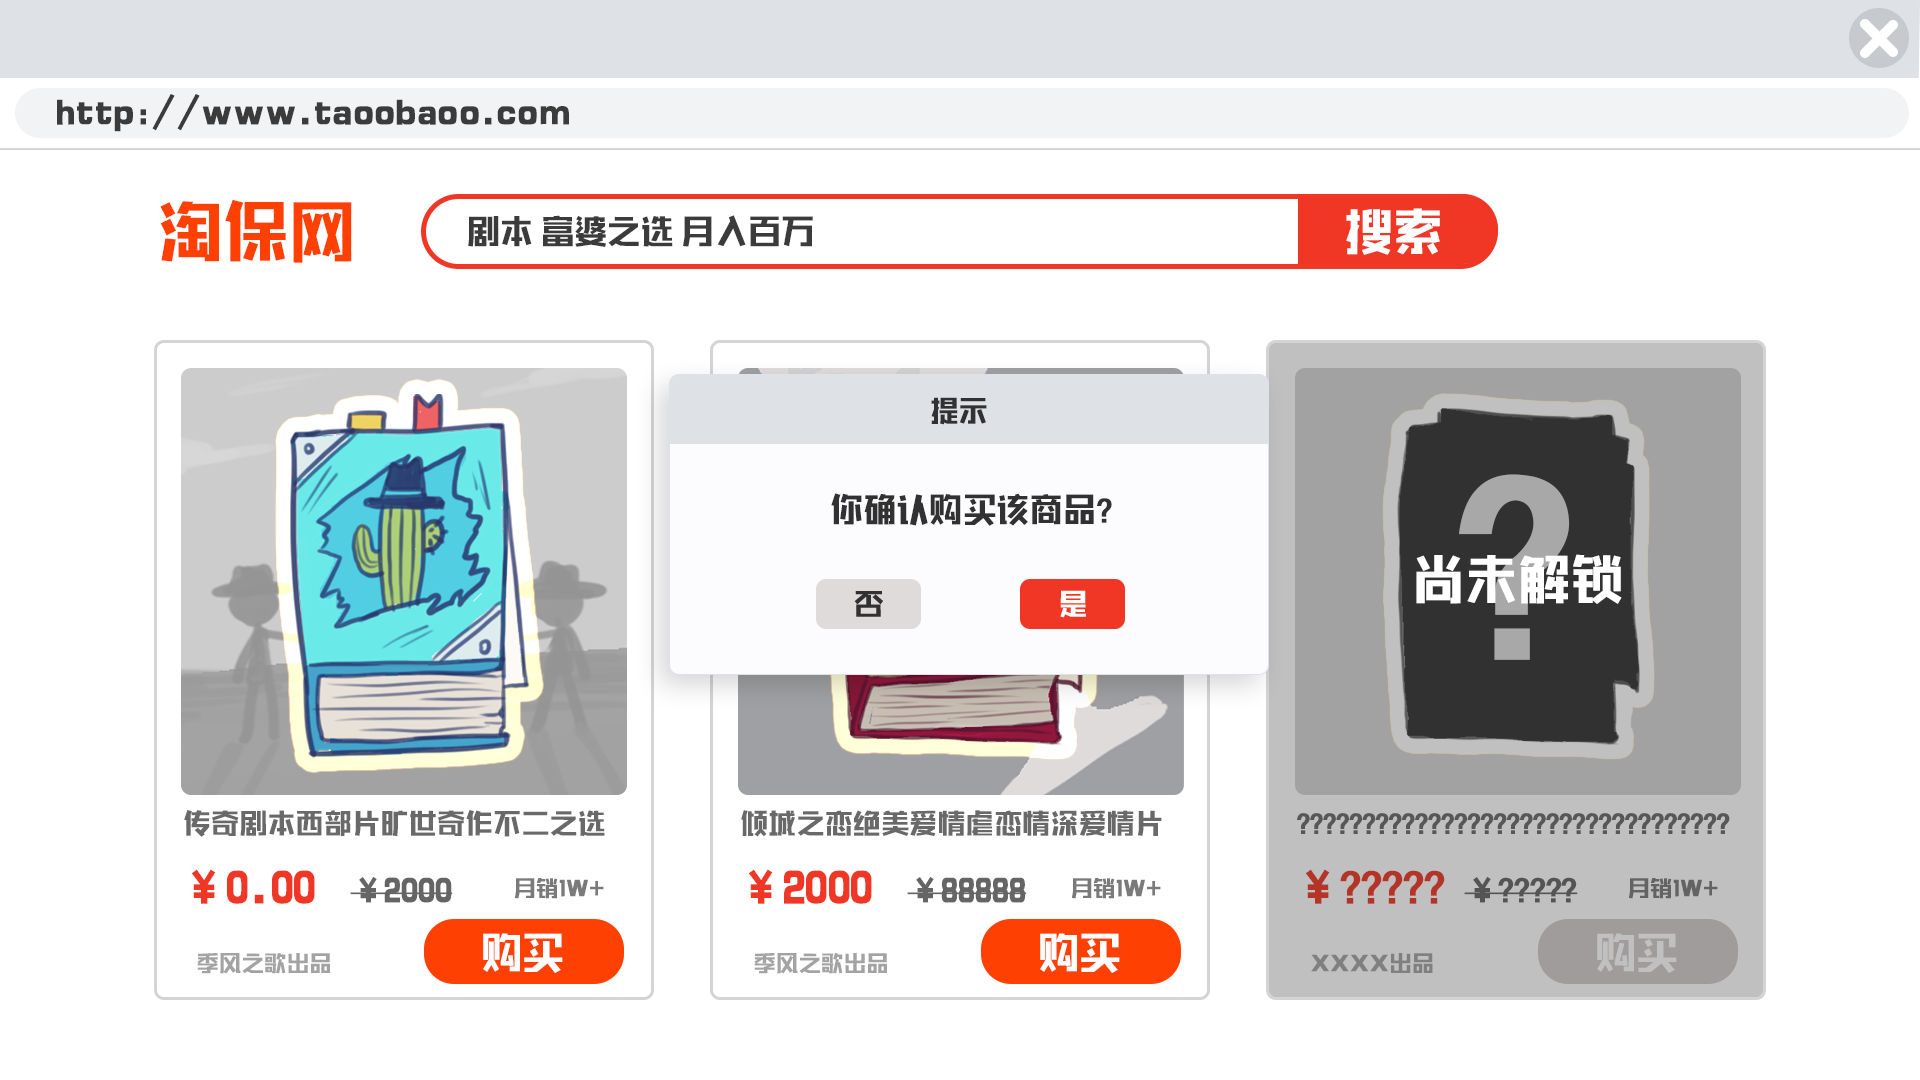 http://www.taoobaoo.com
淘保网
剧本 富婆之选 月入百万
搜索
提示
你确认购买该商品?
否
是
?
尚未解锁
传奇剧本西部片旷世奇作不二之选
¥ 0.00
¥ 2000
月销1W+
季风之歌出品
购买
倾城之恋绝美爱情虐恋情深爱情片
¥ 2000
¥ 88888
月销1W+
季风之歌出品
购买
?????????????????????????????????
¥ ?????
¥ ?????
月销1W+
XXXX出品
购买